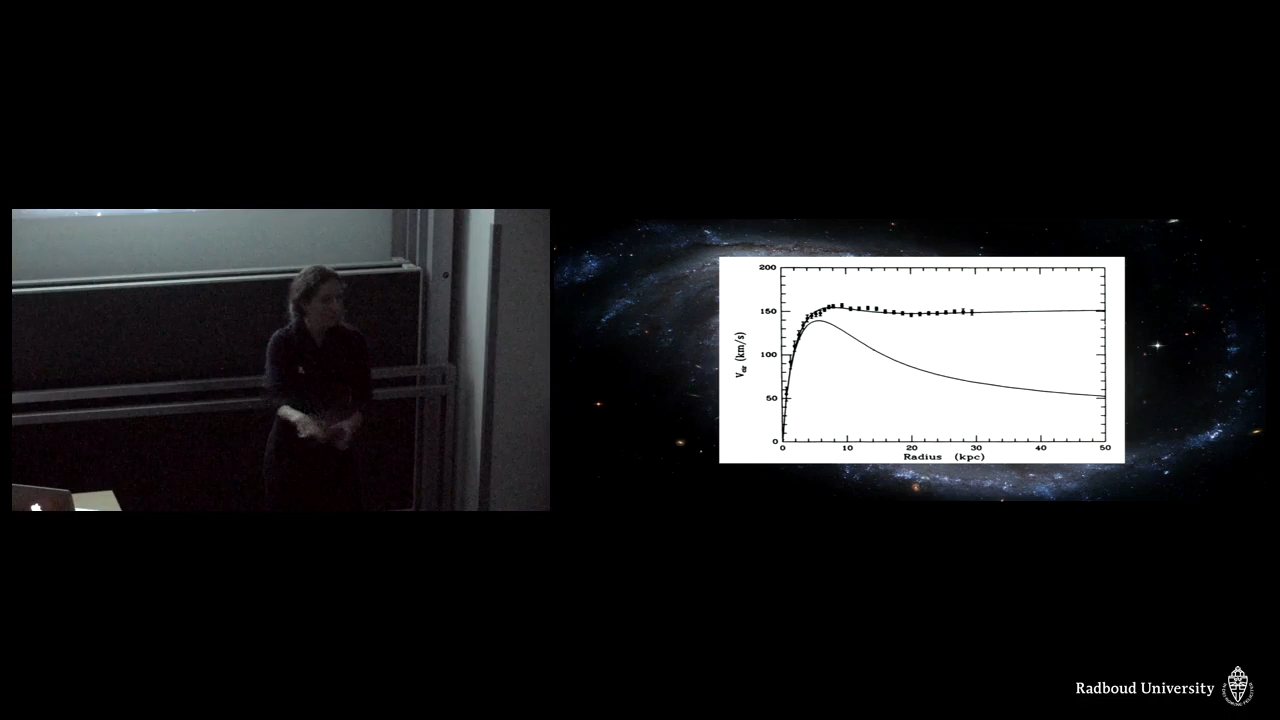 200
150
100
50
0
V_cir (km/s)
0 10 20 30 40 50
Radius (kpc)
Radboud University